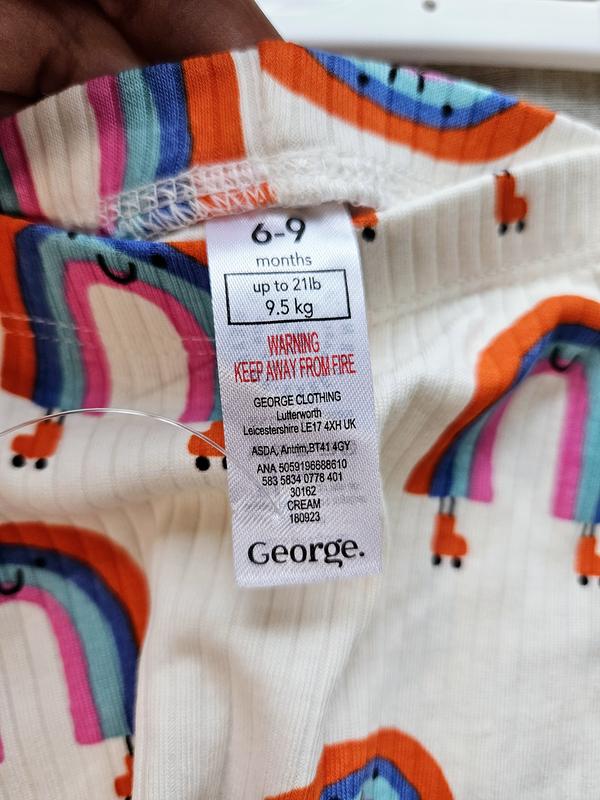 6-9
months
up to 21lb
9.5 kg
WARNING
KEEP AWAY FROM FIRE
GEORGE CLOTHING
Lutterworth
Leicestershire LE17 4XH UK
ASDA, Antrim,BT41 4GY
ANA 5059196688610
583 5834 0778 401
30162
CREAM
180923
George.